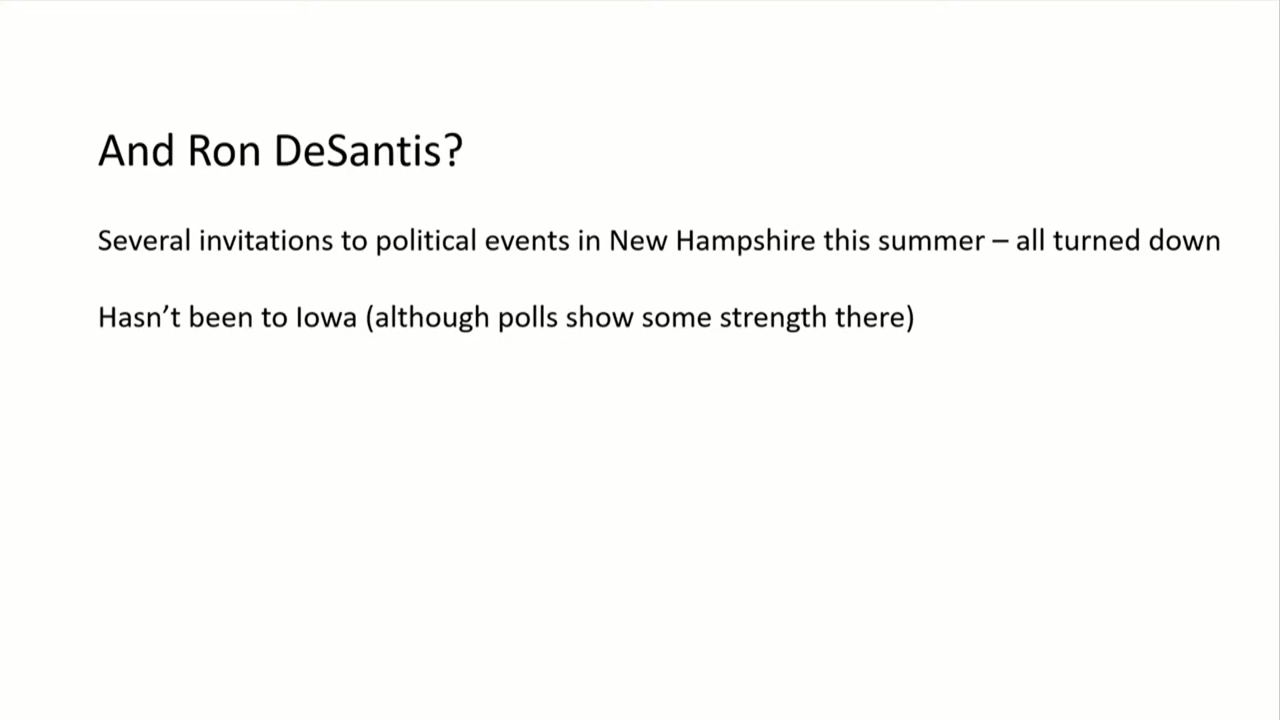 And Ron DeSantis?
Several invitations to political events in New Hampshire this summer – all turned down
Hasn’t been to Iowa (although polls show some strength there)